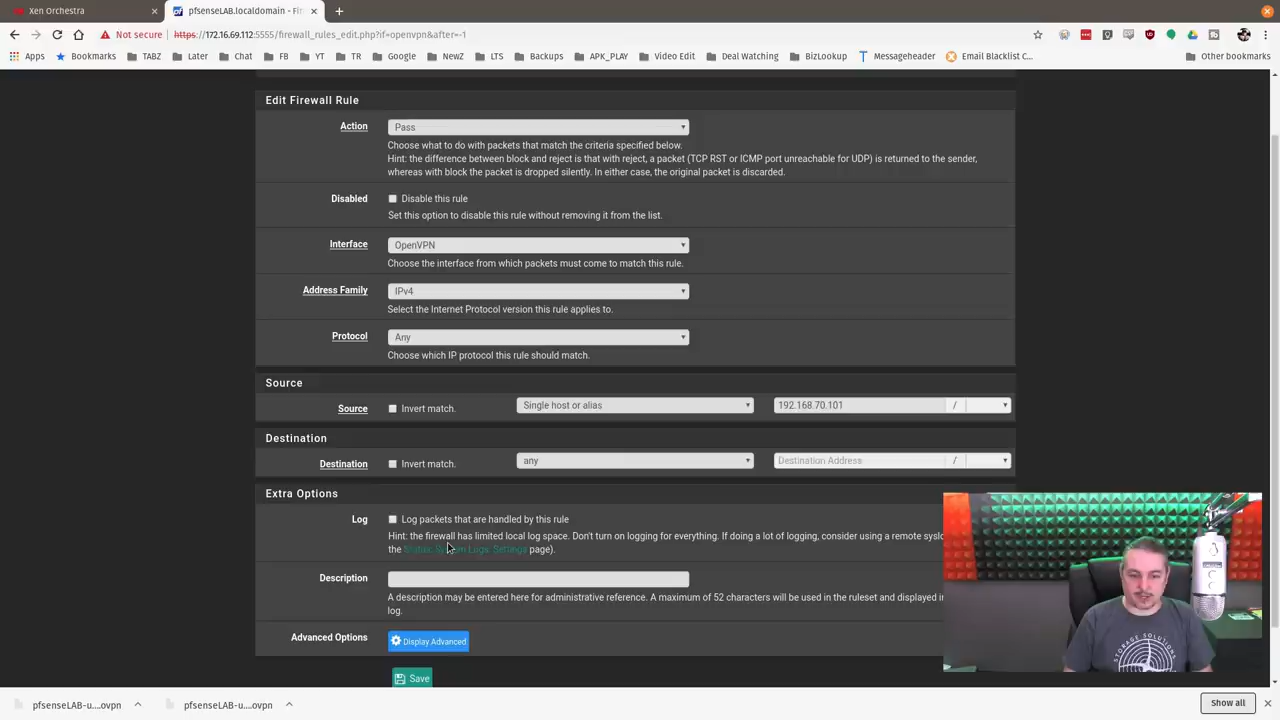 Xen Orchestra
pfsenseLAB.localdomain - Fir
Not secure
https://172.16.69.112:5555/firewall_rules_edit.php?if=openvpn&after=-1
Apps
Bookmarks
TABZ
Later
Chat
FB
YT
TR
Google
NewZ
LTS
Backups
APK_PLAY
Video Edit
Deal Watching
BizLookup
Messageheader
Email Blacklist C...
Other bookmarks
Edit Firewall Rule
Action
Pass
Choose what to do with packets that match the criteria specified below.
Hint: the difference between block and reject is that with reject, a packet (TCP RST or ICMP port unreachable for UDP) is returned to the sender,
whereas with block the packet is dropped silently. In either case, the original packet is discarded.
Disabled
Disable this rule
Set this option to disable this rule without removing it from the list.
Interface
OpenVPN
Choose the interface from which packets must come to match this rule.
Address Family
IPv4
Select the Internet Protocol version this rule applies to.
Protocol
Any
Choose which IP protocol this rule should match.
Source
Source
Invert match.
Single host or alias
192.168.70.101
/
Destination
Destination
Invert match.
any
Destination Address
/
Extra Options
Log
Log packets that are handled by this rule
Hint: the firewall has limited local log space. Don't turn on logging for everything. If doing a lot of logging, consider using a remote syslo
the Status: System Logs: Settings page).
Description
A description may be entered here for administrative reference. A maximum of 52 characters will be used in the ruleset and displayed in
log.
Advanced Options
Display Advanced
Save
STORAGE SOLUTIONS
pfsenseLAB-u....ovpn
pfsenseLAB-u....ovpn
Show all